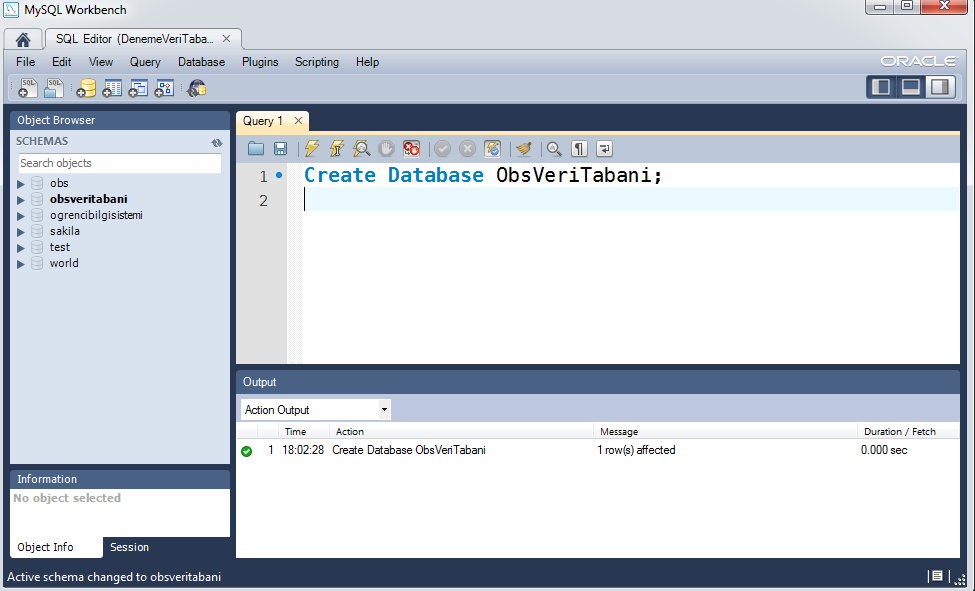 MySQL Workbench
SQL Editor (DenemeVeriTaba... ×
File Edit View Query Database Plugins Scripting Help
ORACLE
SQL SQL
Object Browser
SCHEMAS
Search objects
obs
obsveritabani
ogrencibilgisistemi
sakila
test
world
Information
No object selected
Object Info Session
Query 1 ×
1 Create Database ObsVeriTabani;
2
Output
Action Output
Time Action Message Duration / Fetch
1 18:02:28 Create Database ObsVeriTabani 1 row(s) affected 0.000 sec
Active schema changed to obsveritabani